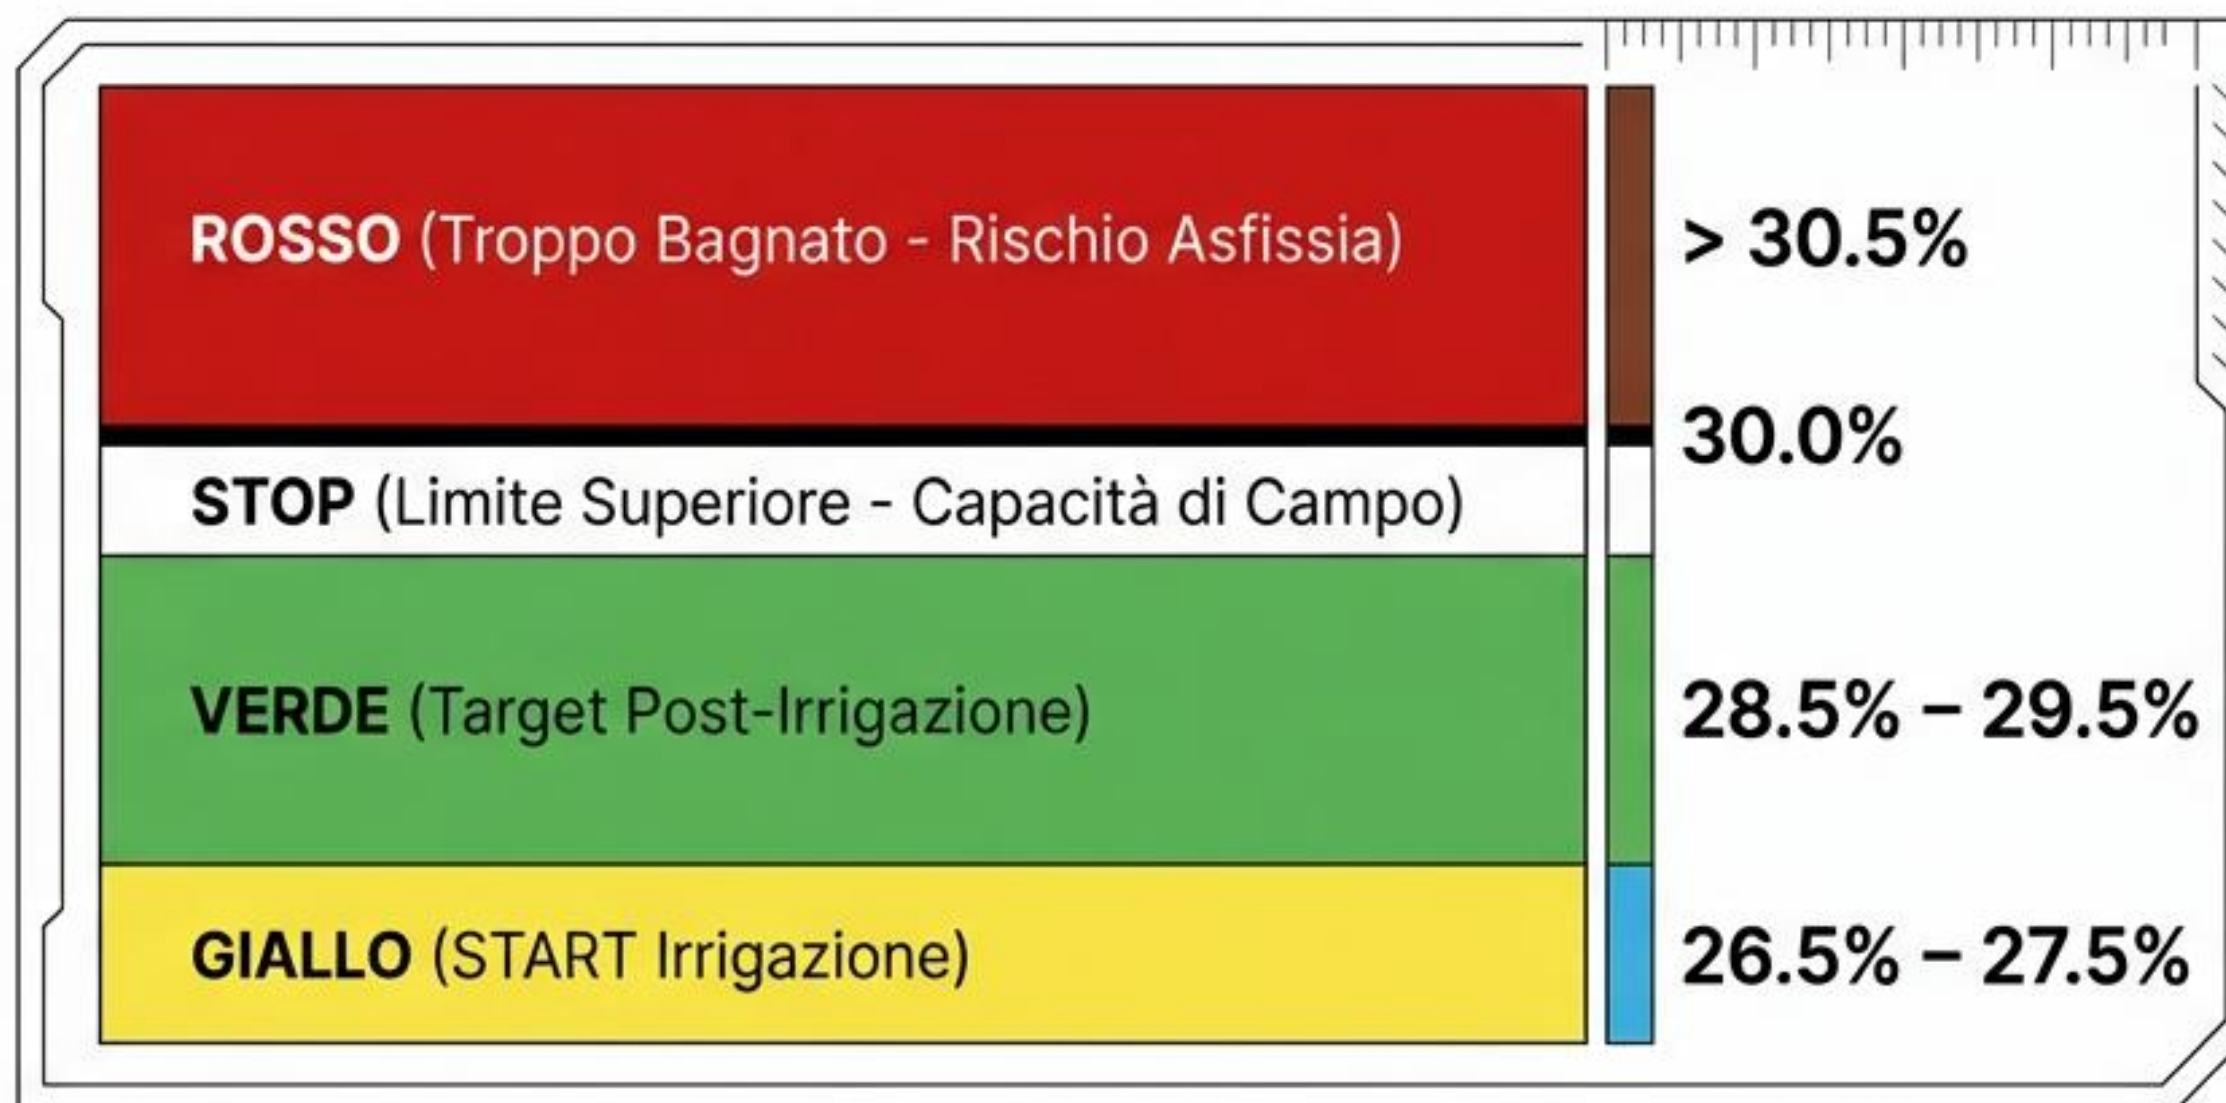 ROSSO (Troppo Bagnato - Rischio Asfissia)
> 30.5%
30.0%
STOP (Limite Superiore - Capacità di Campo)
VERDE (Target Post-Irrigazione)
28.5% – 29.5%
GIALLO (START Irrigazione)
26.5% – 27.5%